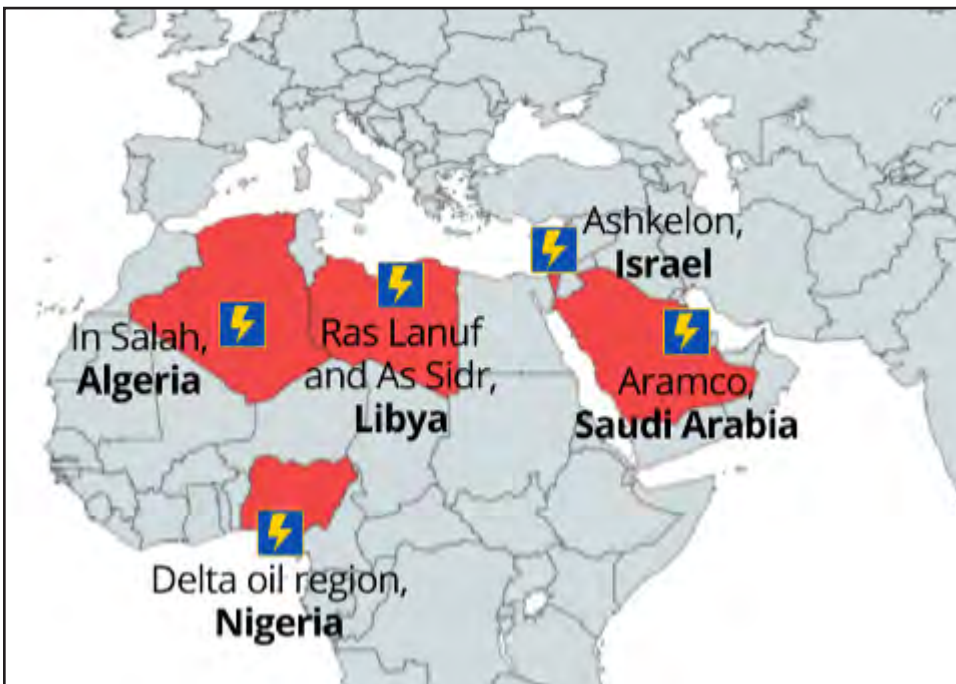 Ashkelon,
Israel
In Salah,
Algeria
Ras Lanuf
and As Sidr,
Libya
Aramco,
Saudi Arabia
Delta oil region,
Nigeria